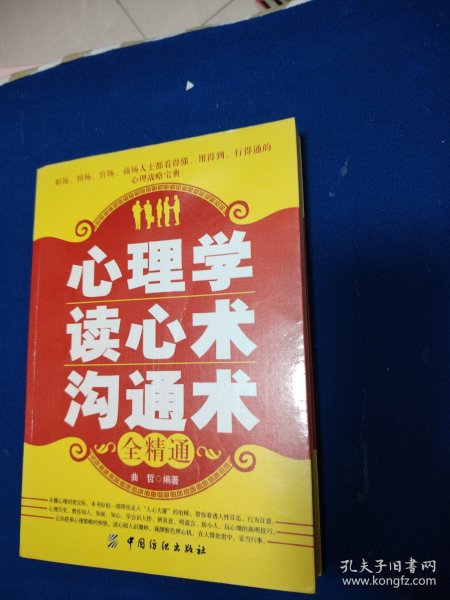 职场、情场、官场、商场人士都看得懂、用得到、行得通的
心理战略宝典
心理学
读心术
沟通术
全精通
曲 哲 ◎编著
中国纺织出版社
孔夫子旧书网
www.kongfz.com